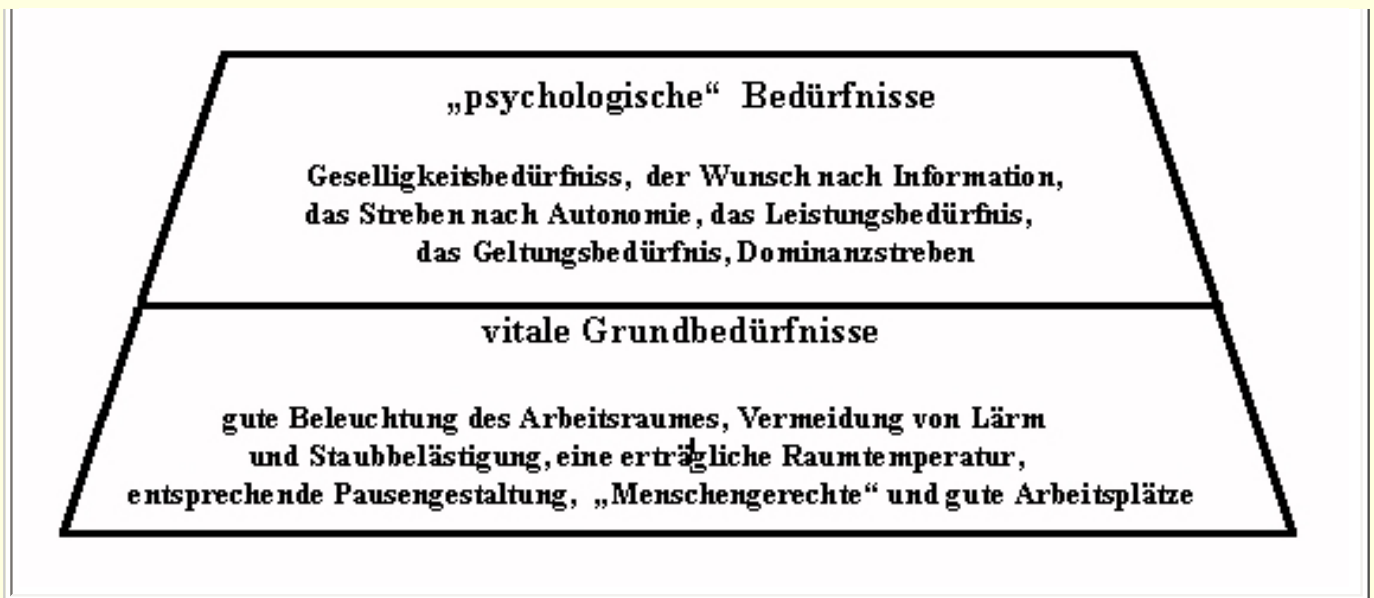 „psychologische“ Bedürfnisse
Geselligkeitsbedürfniss, der Wunsch nach Information,
das Streben nach Autonomie, das Leistungsbedürfnis,
das Geltungsbedürfnis, Dominanzstreben
vitale Grundbedürfnisse
gute Beleuchtung des Arbeitsraumes, Vermeidung von Lärm
und Staubbelästigung, eine erträgliche Raumtemperatur,
entsprechende Pausengestaltung, „Menschengerechte“ und gute Arbeitsplätze